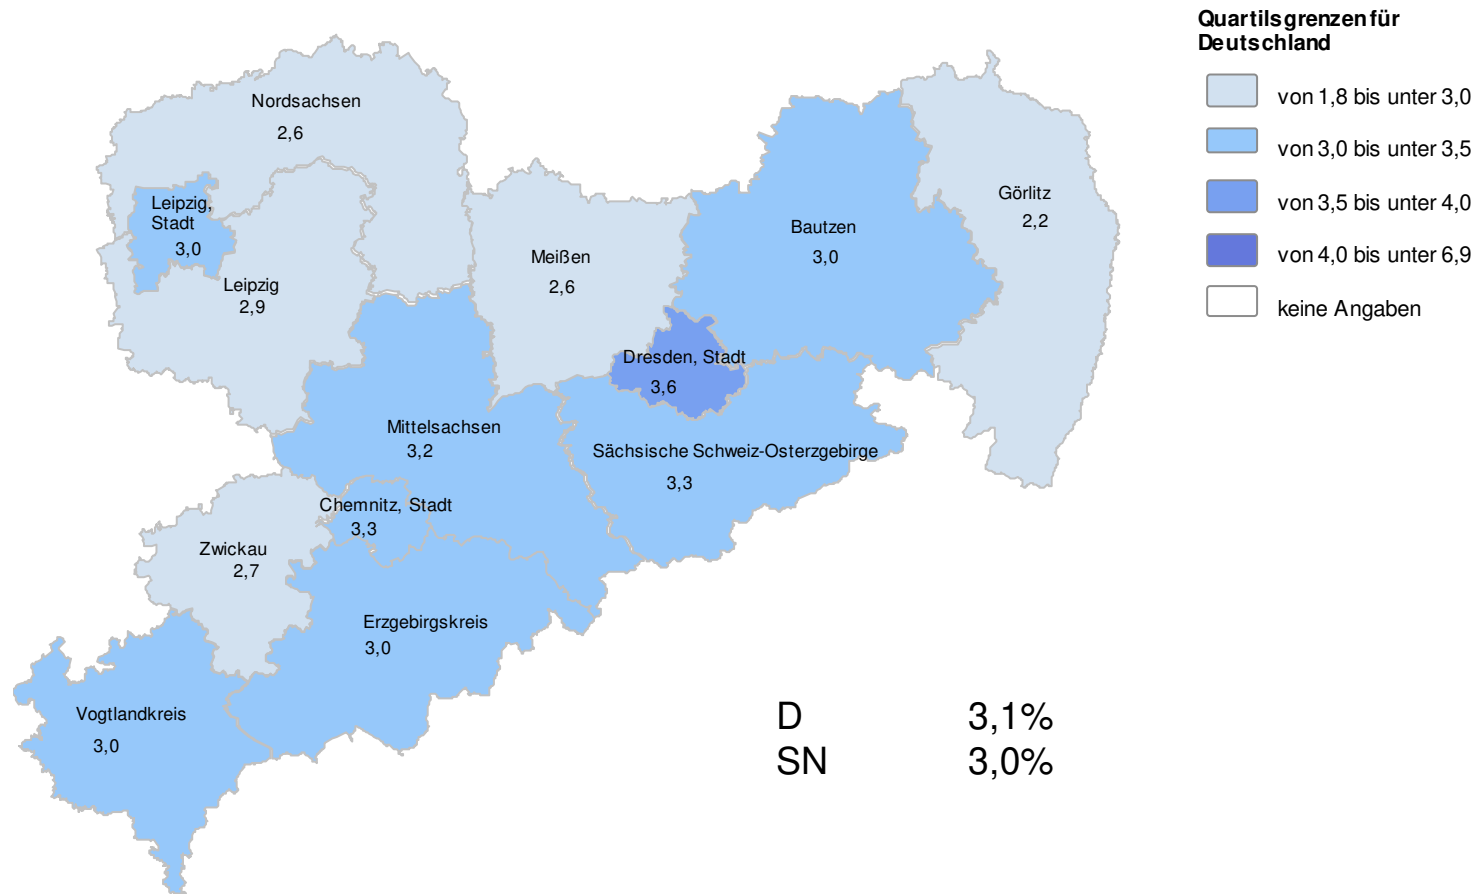 Quartilsgrenzen für
Deutschland
von 1,8 bis unter 3,0
von 3,0 bis unter 3,5
von 3,5 bis unter 4,0
von 4,0 bis unter 6,9
keine Angaben
Nordsachsen
2,6
Leipzig,
Stadt
3,0
Leipzig
2,9
Meißen
2,6
Bautzen
3,0
Görlitz
2,2
Dresden, Stadt
3,6
Mittelsachsen
3,2
Sächsische Schweiz-Osterzgebirge
3,3
Chemnitz, Stadt
3,3
Zwickau
2,7
Erzgebirgskreis
3,0
Vogtlandkreis
3,0
D 3,1%
SN 3,0%